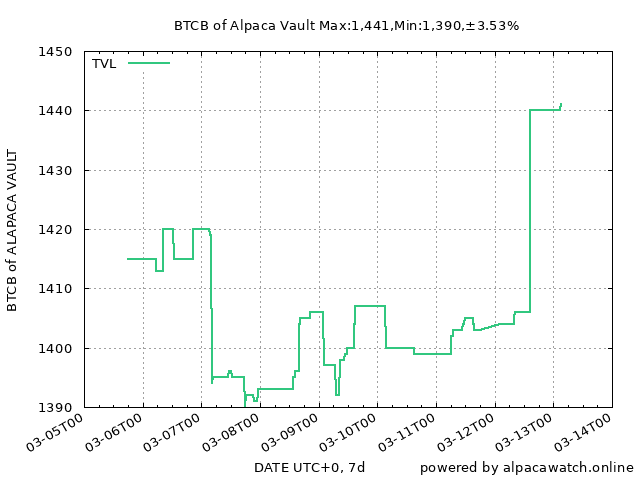 BTCB of Alpaca Vault Max:1,441,Min:1,390,±3.53%
1450
TVL
1440
1430
1420
1410
1400
1390
BTCB of ALAPACA VAULT
03-05T00
03-06T00
03-07T00
03-08T00
03-09T00
03-10T00
03-11T00
03-12T00
03-13T00
03-14T00
DATE UTC+0, 7d
powered by alpacawatch.online